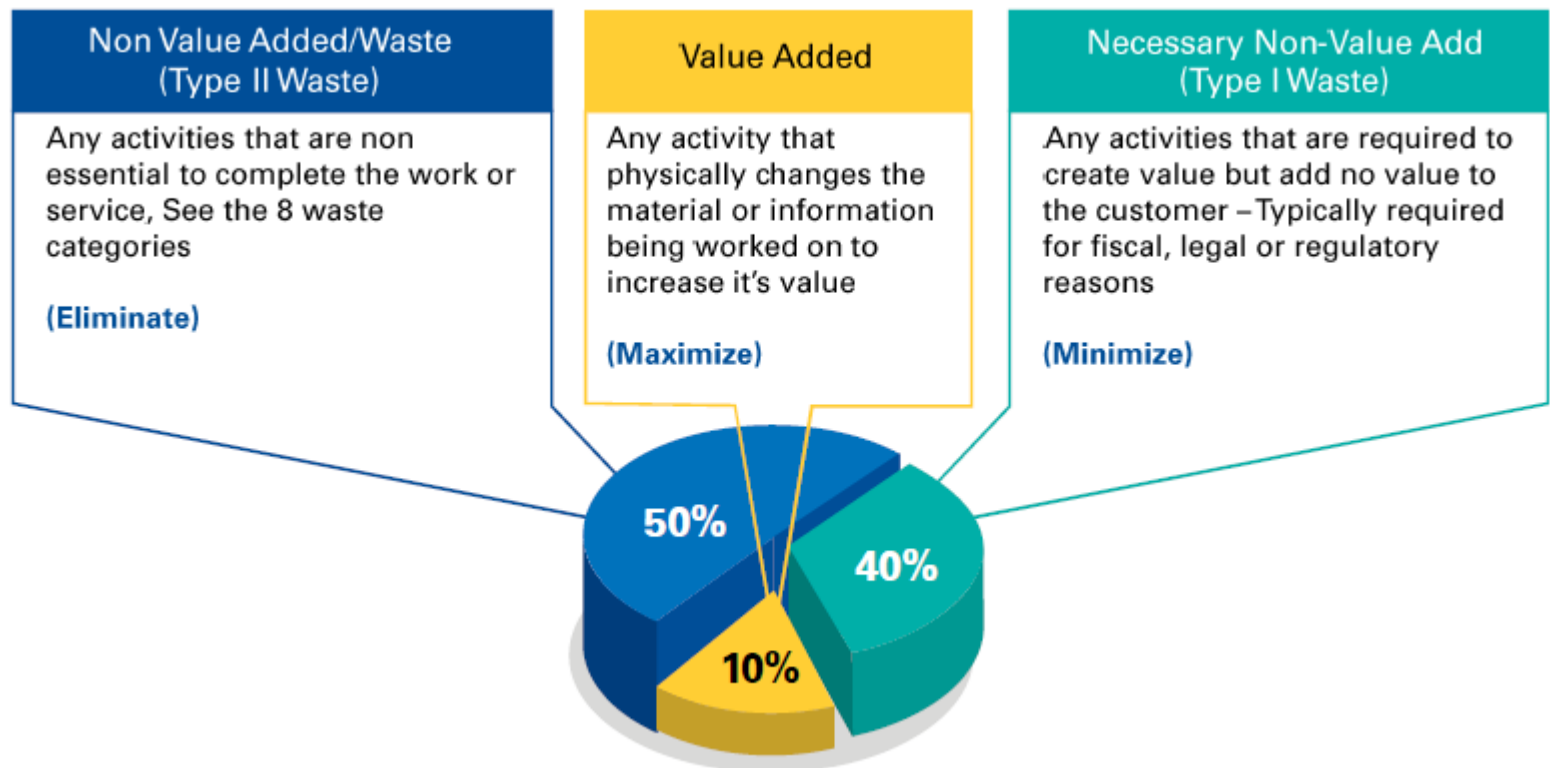 Non Value Added/Waste
(Type II Waste)
Any activities that are non
essential to complete the work or
service, See the 8 waste
categories
(Eliminate)
Value Added
Any activity that
physically changes the
material or information
being worked on to
increase it's value
(Maximize)
Necessary Non-Value Add
(Type I Waste)
Any activities that are required to
create value but add no value to
the customer – Typically required
for fiscal, legal or regulatory
reasons
(Minimize)
50%
40%
10%